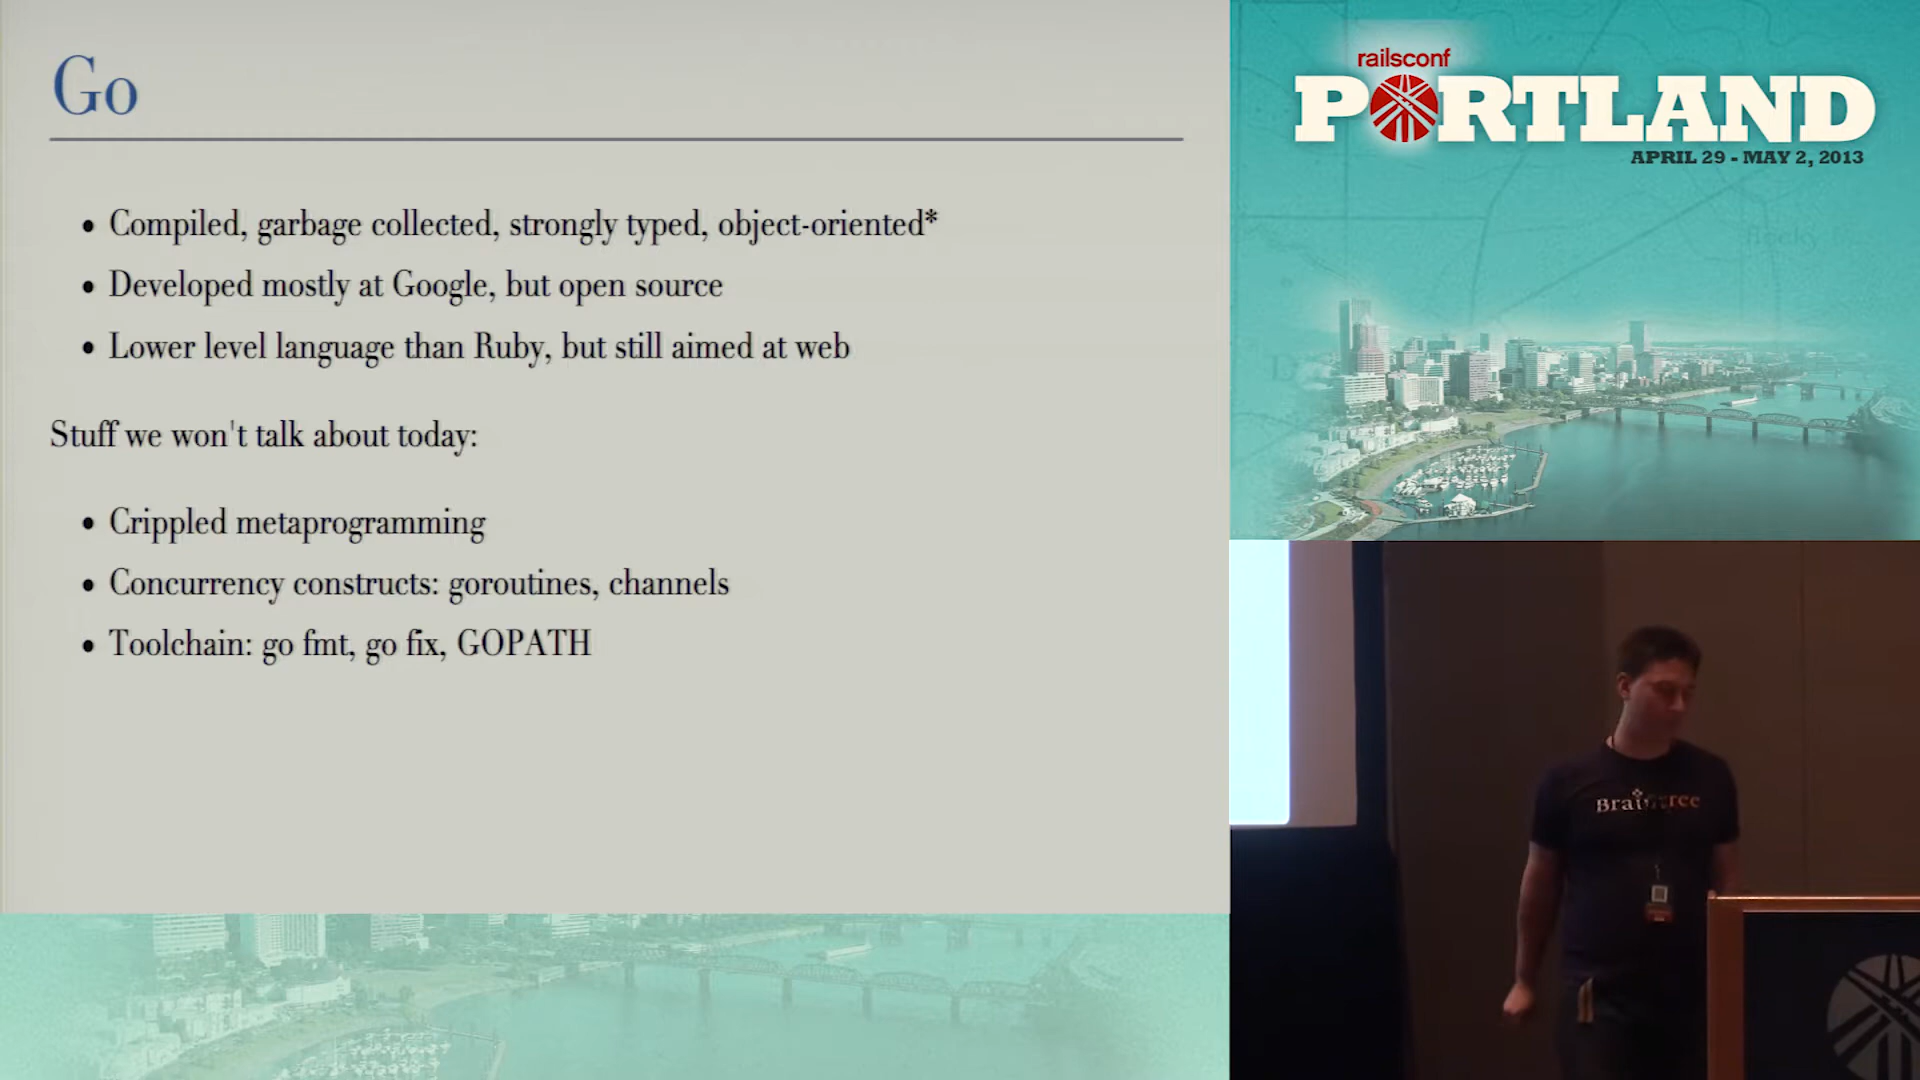 Go
• Compiled, garbage collected, strongly typed, object-oriented*
• Developed mostly at Google, but open source
• Lower level language than Ruby, but still aimed at web
Stuff we won't talk about today:
• Crippled metaprogramming
• Concurrency constructs: goroutines, channels
• Toolchain: go fmt, go fix, GOPATH
railsconf
PORTLAND
APRIL 29 - MAY 2, 2013
Braintree